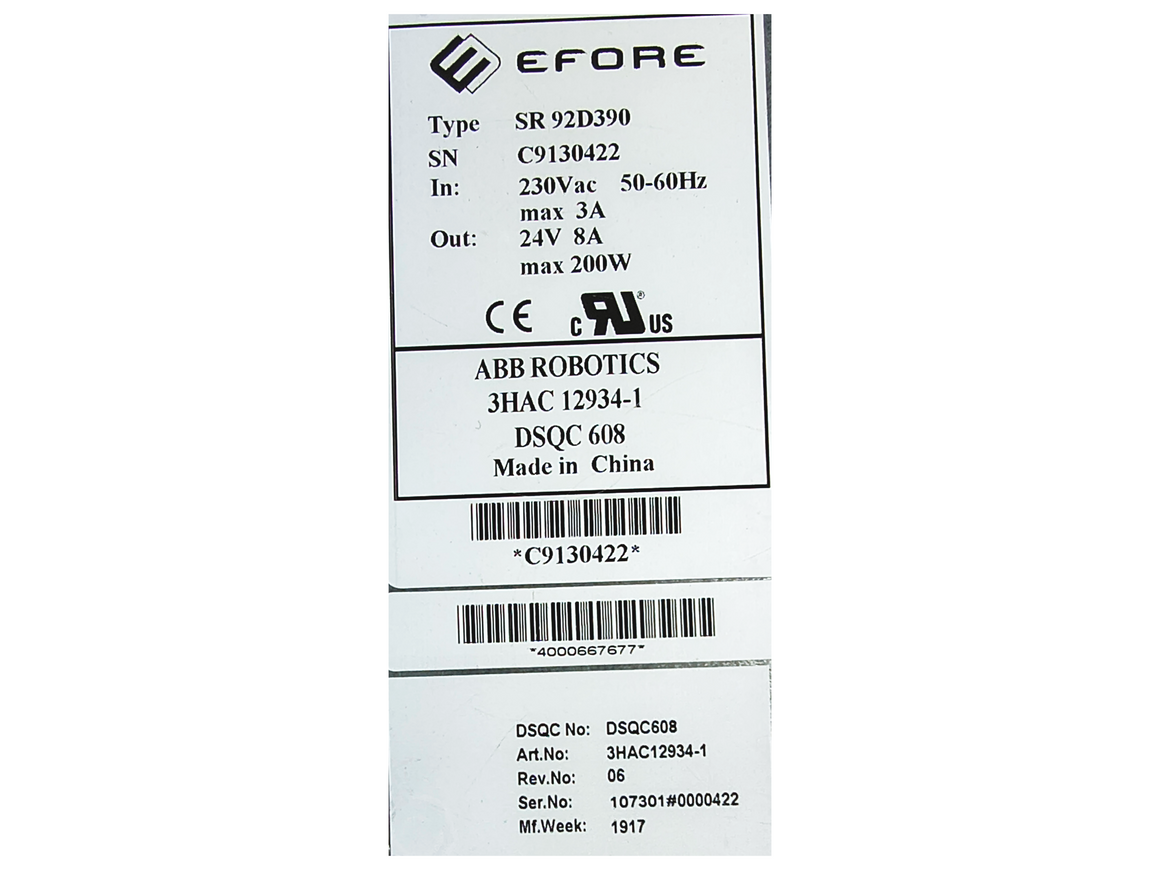 EFORE
Type SR 92D390
SN C9130422
In: 230Vac 50-60Hz
max 3A
Out: 24V 8A
max 200W
CE c RU ® US
ABB ROBOTICS
3HAC 12934-1
DSQC 608
Made in China
*C9130422*
*4000667677*
DSQC No: DSQC608
Art.No: 3HAC12934-1
Rev.No: 06
Ser.No: 107301#0000422
Mf.Week: 1917